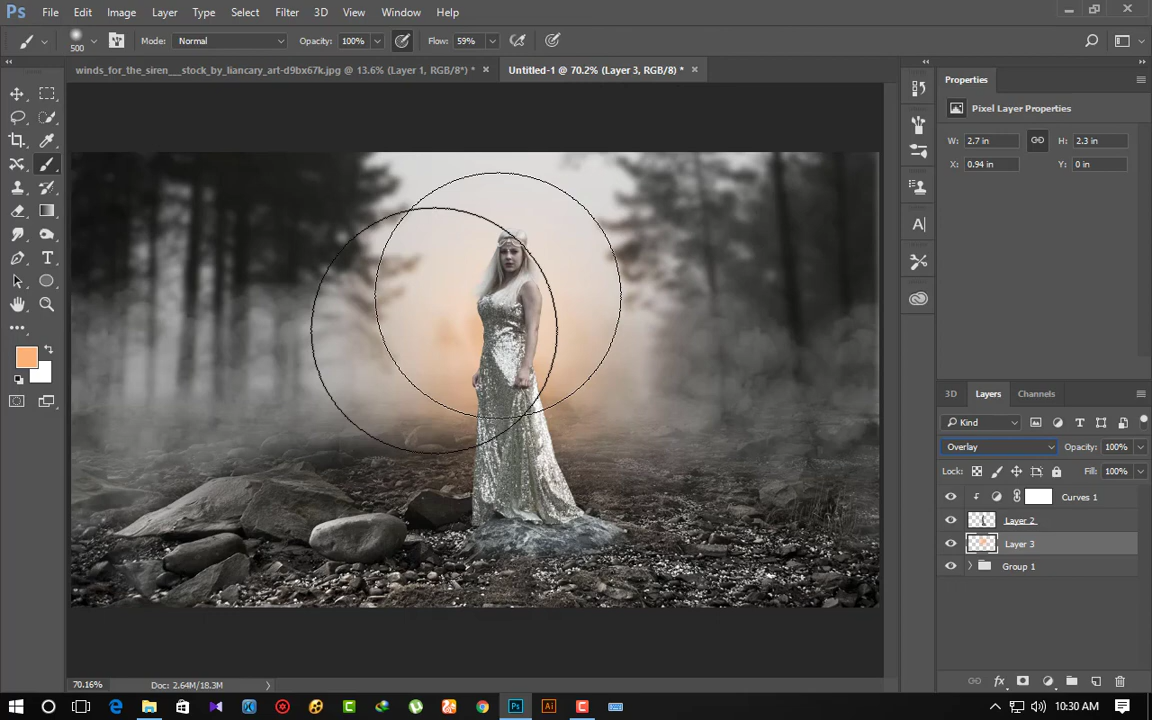 Ps File Edit Image Layer Type Select Filter 3D View Window Help
500 Mode: Normal Opacity: 100% Flow: 59%
winds_for_the_siren___stock_by_liancary_art-d9bx67k.jpg @ 13.6% (Layer 1, RGB/8*) * Untitled-1 @ 70.2% (Layer 3, RGB/8) *
Properties
Pixel Layer Properties
W: 2.7 in H: 2.3 in
X: 0.94 in Y: 0 in
3D Layers Channels
Kind
Overlay Opacity: 100%
Lock: Fill: 100%
Curves 1
Layer 2
Layer 3
Group 1
70.16% Doc: 2.64M/18.3M
10:30 AM